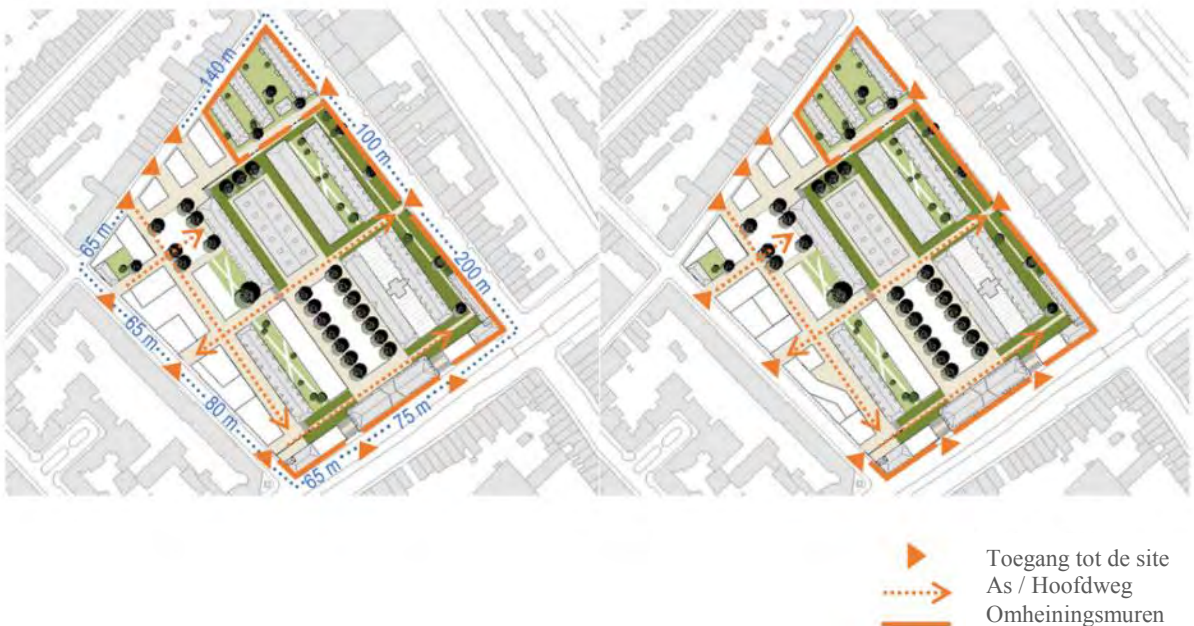 140 m
100 m
65 m
200 m
65 m
80 m
75 m
65 m
Toegang tot de site
As / Hoofdweg
Omheiningsmuren